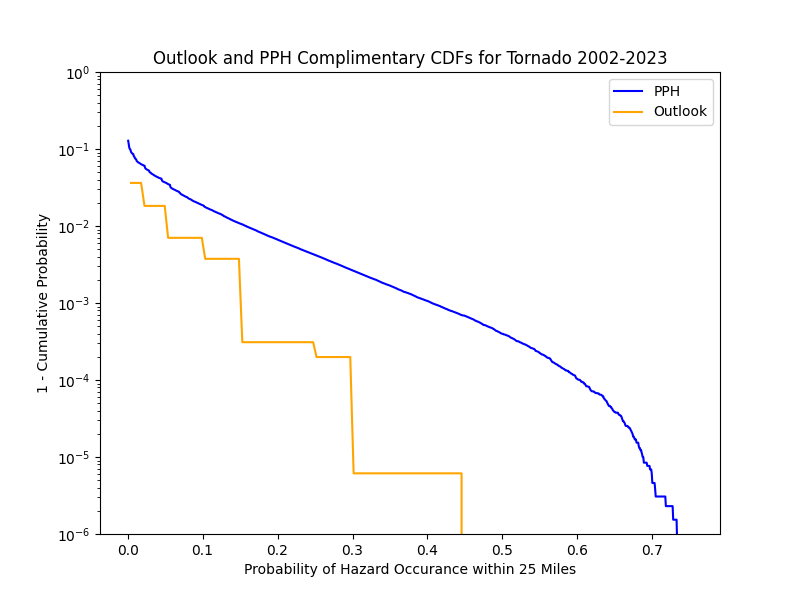 Outlook and PPH Complimentary CDFs for Tornado 2002-2023
PPH
Outlook
10⁰
10⁻¹
10⁻²
10⁻³
10⁻⁴
10⁻⁵
10⁻⁶
1 - Cumulative Probability
0.0 0.1 0.2 0.3 0.4 0.5 0.6 0.7
Probability of Hazard Occurance within 25 Miles